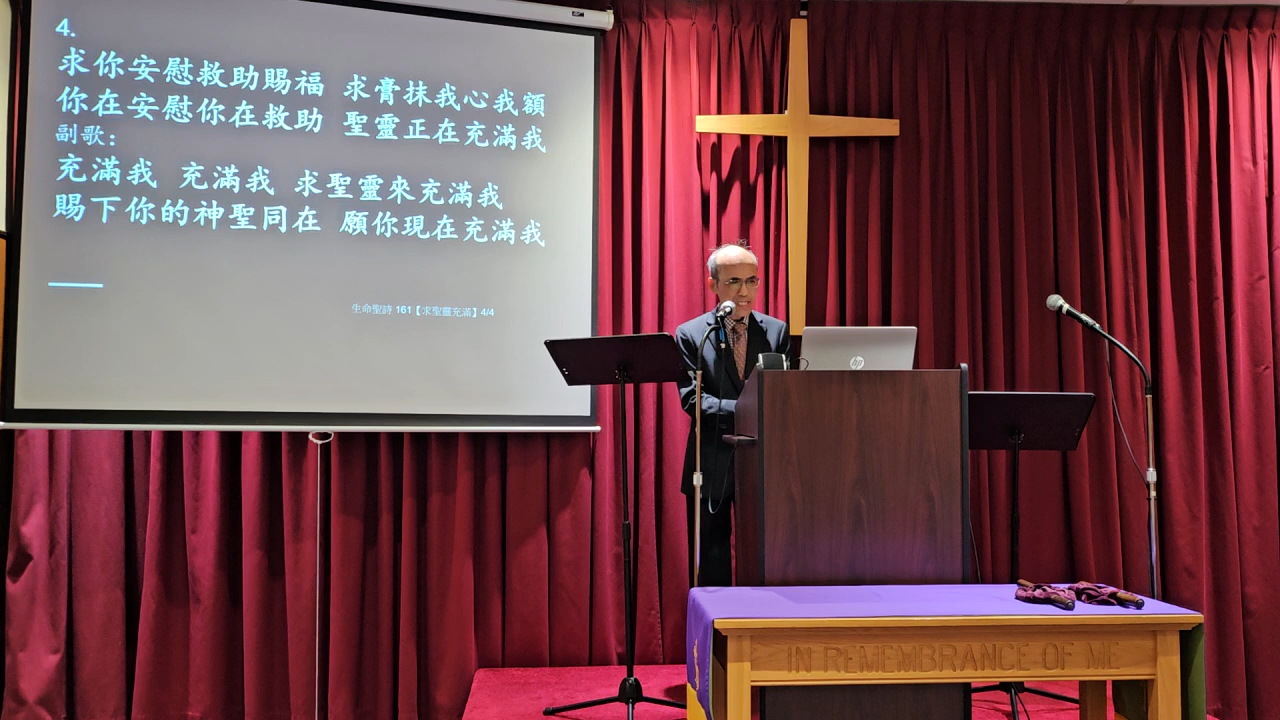 4.
求你安慰救助賜福 求膏抹我心我額
你在安慰你在救助 聖靈正在充滿我
副歌：
充滿我 充滿我 求聖靈來充滿我
賜下你的神聖同在 願你現在充滿我
生命聖詩 161【求聖靈充滿】4/4
hp
IN REMEMBRANCE OF ME